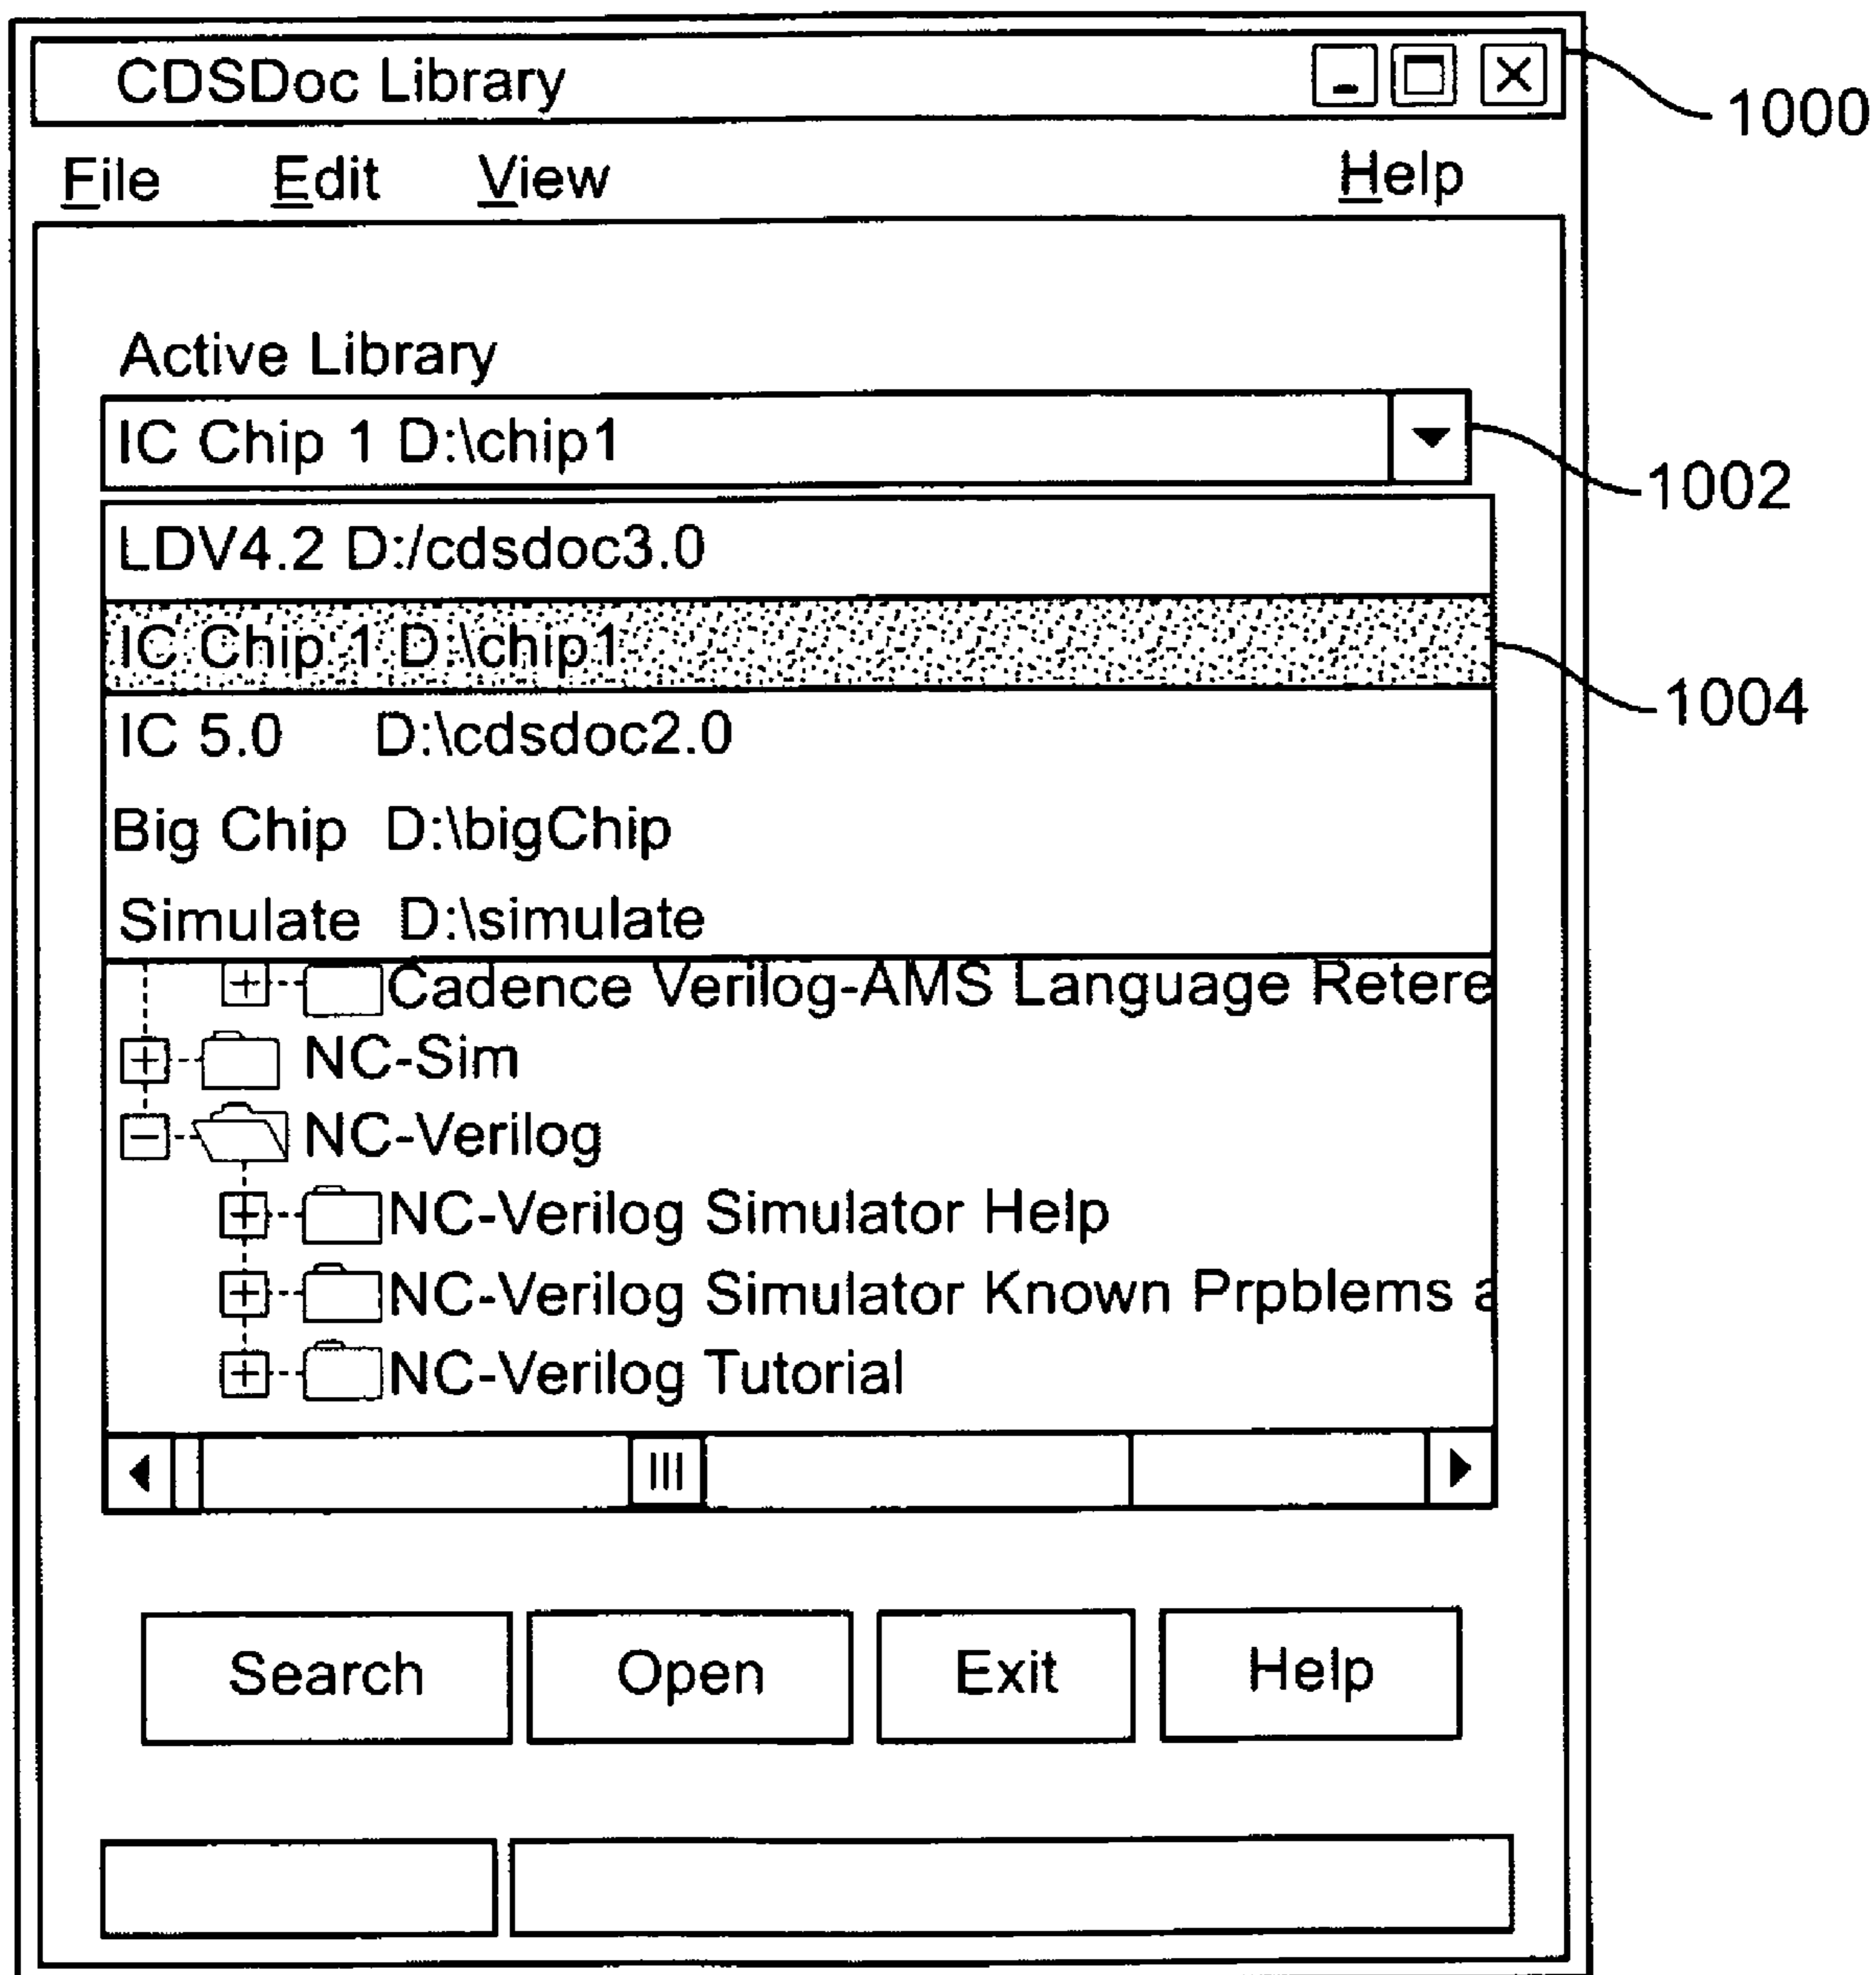 CDSDoc Library
1000
File Edit View Help
Active Library
IC Chip 1 D:\chip1
1002
LDV4.2 D:/cdsdoc3.0
IC Chip 1 D:\chip1
1004
IC 5.0 D:\cdsdoc2.0
Big Chip D:\bigChip
Simulate D:\simulate
Cadence Verilog-AMS Language Retere
NC-Sim
NC-Verilog
NC-Verilog Simulator Help
NC-Verilog Simulator Known Prpblems a
NC-Verilog Tutorial
Search Open Exit Help